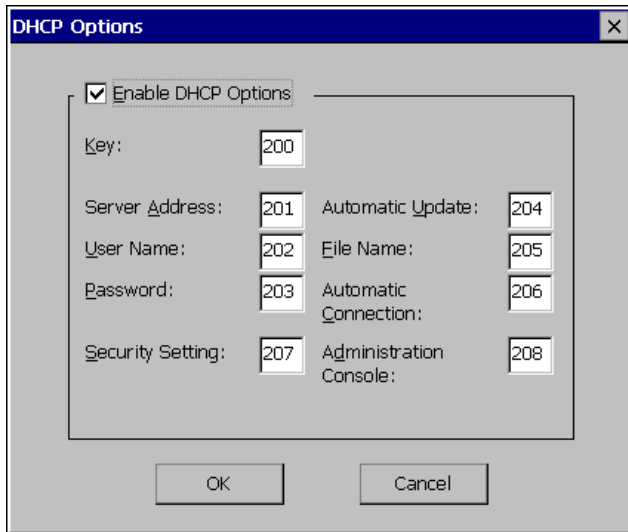 DHCP Options
Enable DHCP Options
Key: 200
Server Address: 201 Automatic Update: 204
User Name: 202 File Name: 205
Password: 203 Automatic Connection: 206
Security Setting: 207 Administration Console: 208
OK Cancel